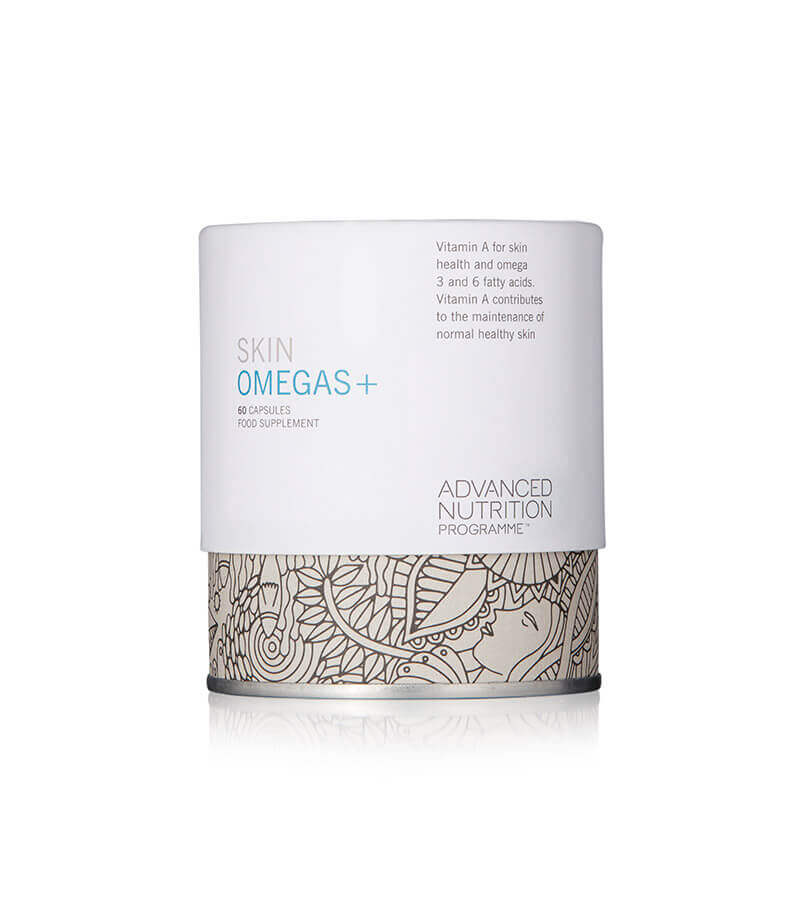 Vitamin A for skin
health and omega
3 and 6 fatty acids.
Vitamin A contributes
to the maintenance of
normal healthy skin
SKIN
OMEGAS+
60 CAPSULES
FOOD SUPPLEMENT
ADVANCED
NUTRITION
PROGRAMME™